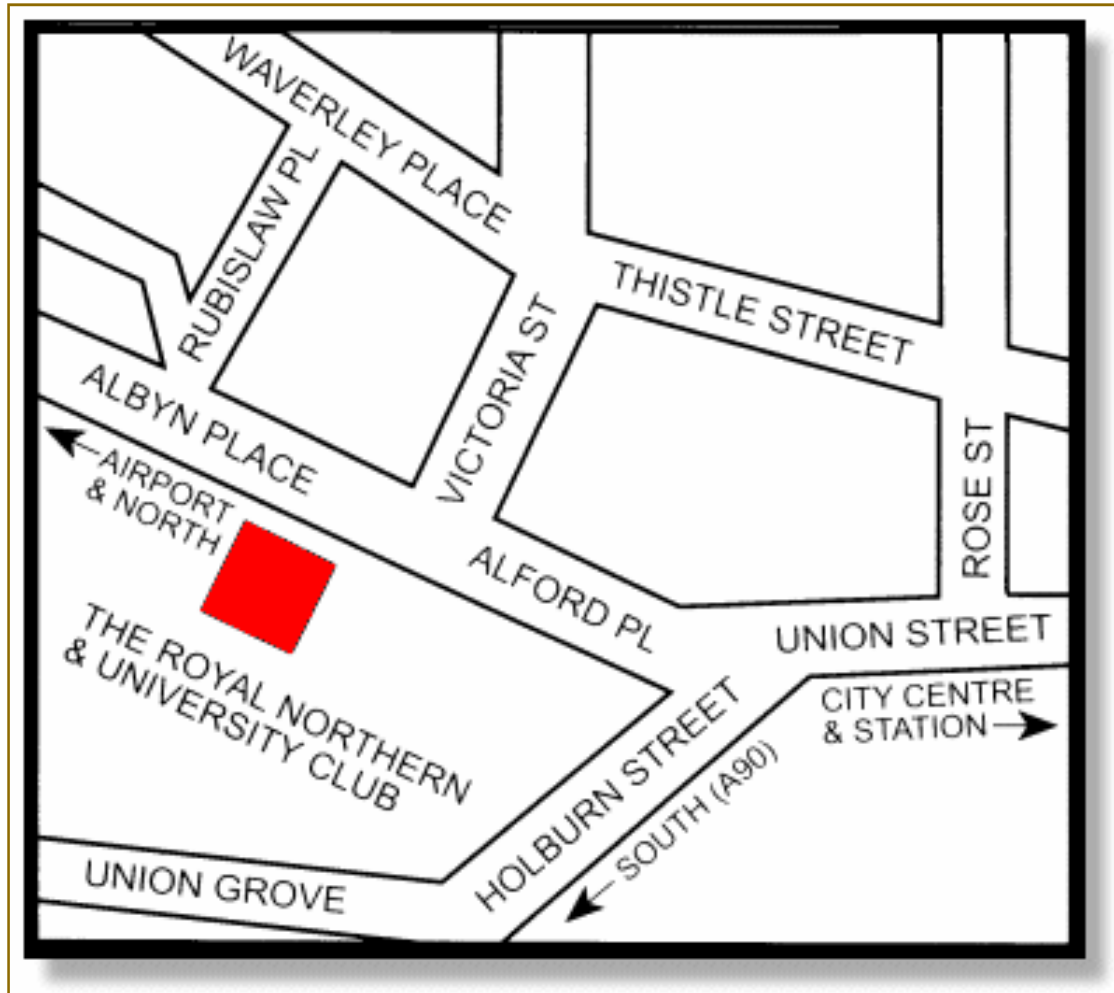 WAVERLEY PLACE
RUBISLAW PL
THISTLE STREET
VICTORIA ST
ALBYN PLACE
ROSE ST
AIRPORT
& NORTH
ALFORD PL
UNION STREET
THE ROYAL NORTHERN
& UNIVERSITY CLUB
CITY CENTRE
& STATION
HOLBURN STREET
SOUTH (A90)
UNION GROVE